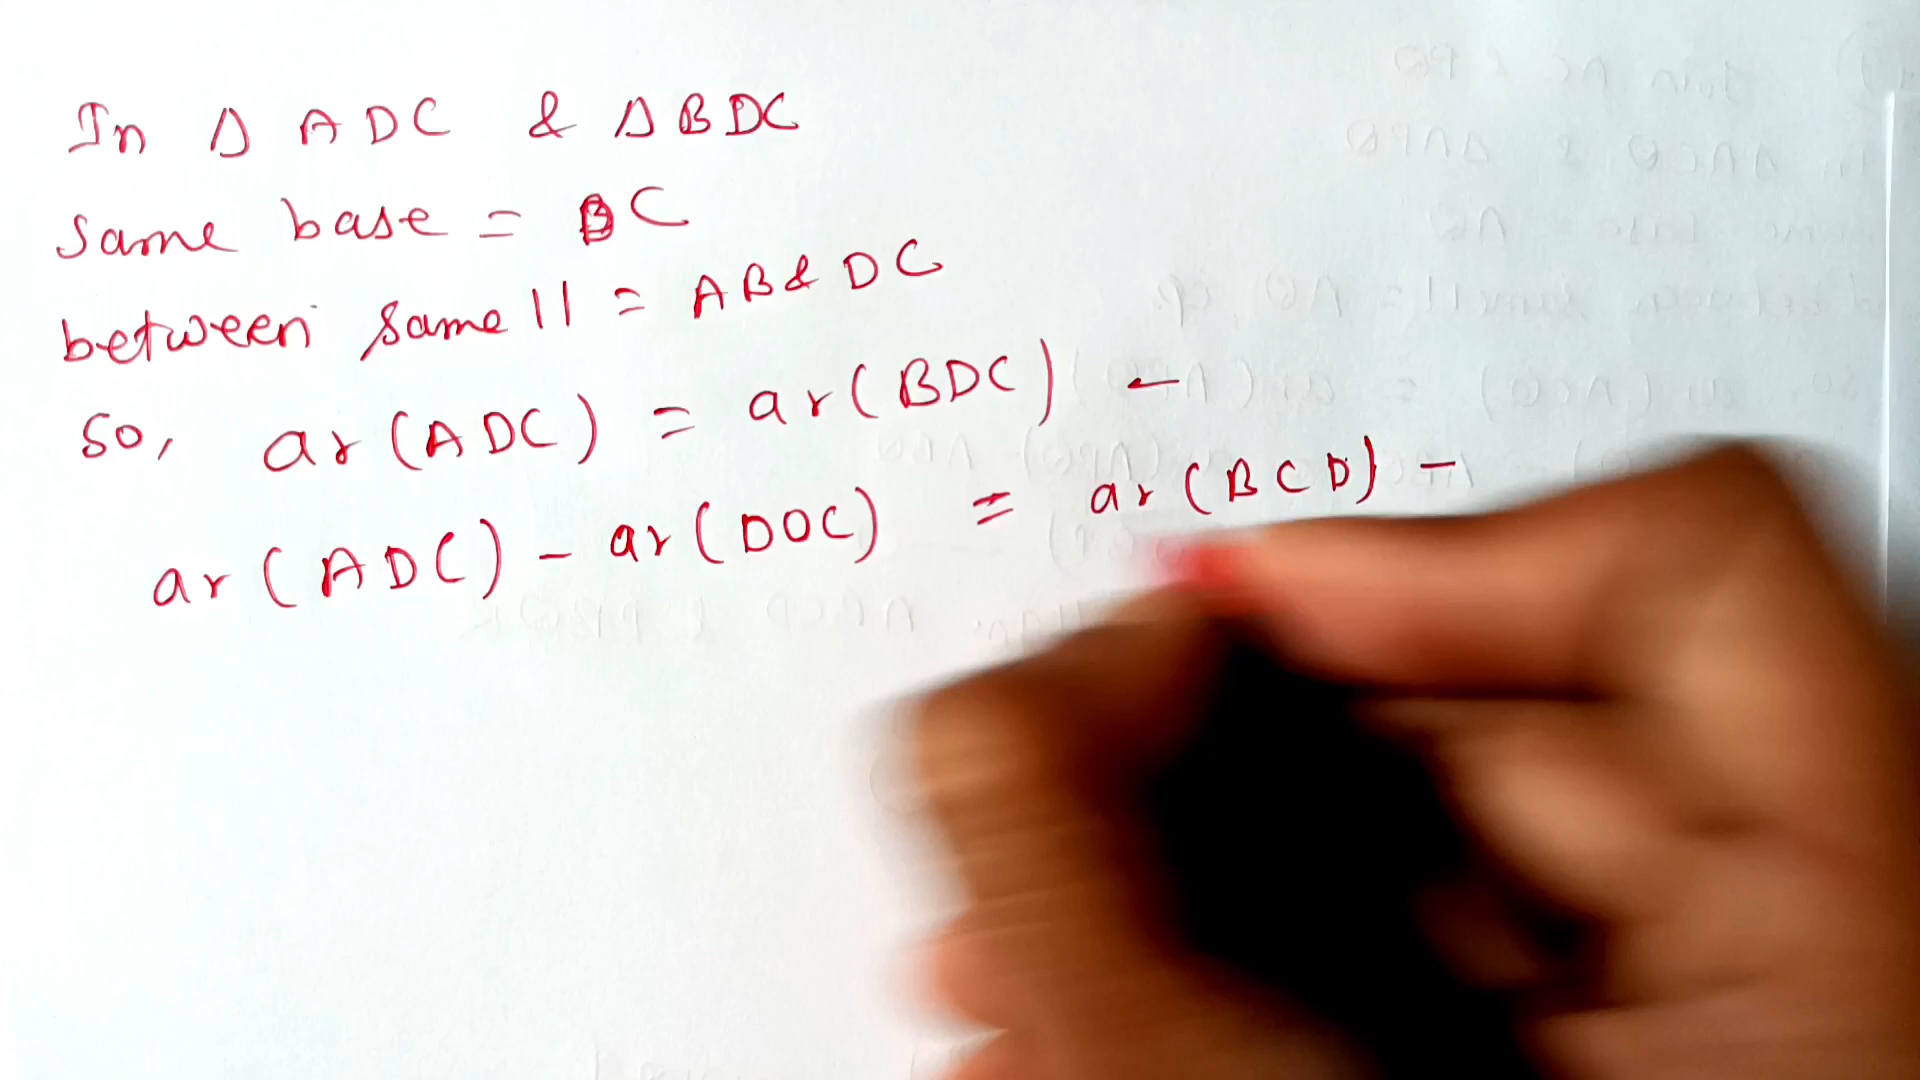 In Δ ADC & Δ BDC
Same base = DC
between same || = AB & DC
So, ar (ADC) = ar (BDC) -
ar (ADC) - ar (DOC) = ar (BCD) -